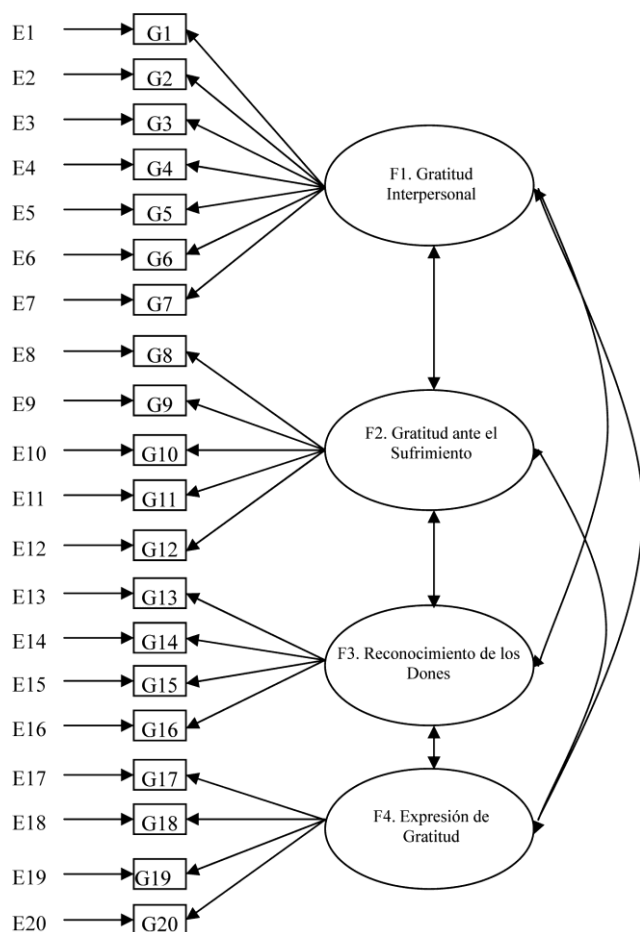 E1 G1
E2 G2
E3 G3
E4 G4
E5 G5
E6 G6
E7 G7
F1. Gratitud
Interpersonal
E8 G8
E9 G9
E10 G10
E11 G11
E12 G12
F2. Gratitud ante el
Sufrimiento
E13 G13
E14 G14
E15 G15
E16 G16
F3. Reconocimiento de los
Dones
E17 G17
E18 G18
E19 G19
E20 G20
F4. Expresión de
Gratitud